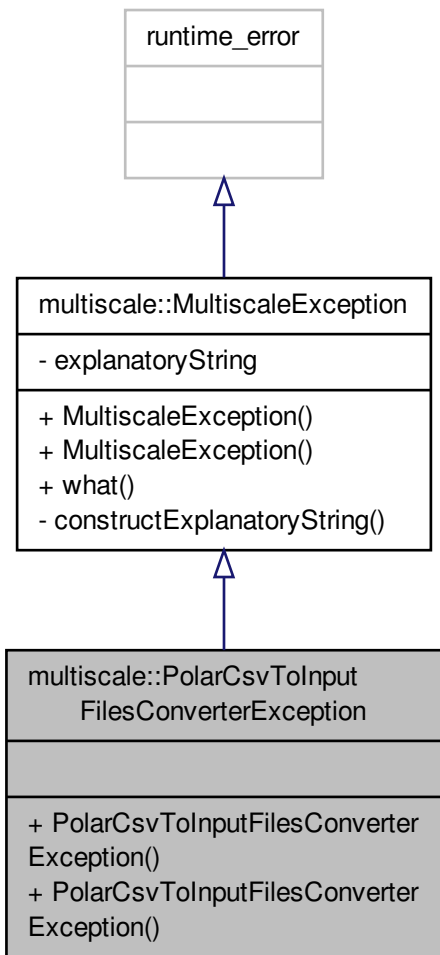 runtime_error
multiscale::MultiscaleException
- explanatoryString
+ MultiscaleException()
+ MultiscaleException()
+ what()
- constructExplanatoryString()
multiscale::PolarCsvToInput
FilesConverterException
+ PolarCsvToInputFilesConverter
Exception()
+ PolarCsvToInputFilesConverter
Exception()